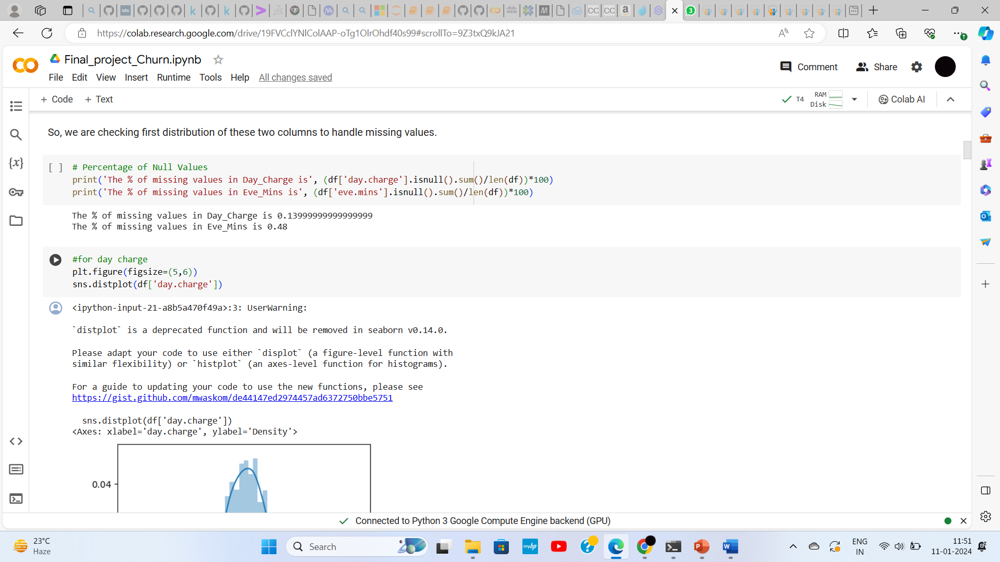 https://colab.research.google.com/drive/19FVCclYNlColAAP-oTg1OlrOhdf40s99#scrollTo=9Z3txQ9kJA21
Final_project_Churn.ipynb
Comment
Share
File Edit View Insert Runtime Tools Help All changes saved
+ Code + Text
T4
RAM
Disk
Colab AI
So, we are checking first distribution of these two columns to handle missing values.
[ ] # Percentage of Null Values
print('The % of missing values in Day_Charge is', (df['day.charge'].isnull().sum()/len(df))*100)
print('The % of missing values in Eve_Mins is', (df['eve.mins'].isnull().sum()/len(df))*100)
The % of missing values in Day_Charge is 0.13999999999999999
The % of missing values in Eve_Mins is 0.48
#for day charge
plt.figure(figsize=(5,6))
sns.distplot(df['day.charge'])
<ipython-input-21-a8b5a470f49a>:3: UserWarning:
`distplot` is a deprecated function and will be removed in seaborn v0.14.0.
Please adapt your code to use either `displot` (a figure-level function with
similar flexibility) or `histplot` (an axes-level function for histograms).
For a guide to updating your code to use the new functions, please see
https://gist.github.com/mwaskom/de44147ed2974457ad6372750bbe5751
sns.distplot(df['day.charge'])
<Axes: xlabel='day.charge', ylabel='Density'>
0.04
Connected to Python 3 Google Compute Engine backend (GPU)
23°C
Haze
Search
myhp
ENG
IN
11:51
11-01-2024